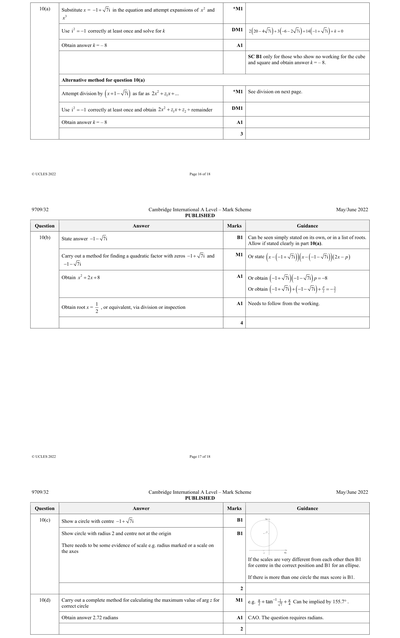 10(a) Substitute x = −1+√7i in the equation and attempt expansions of x² and x³ *M1
Use i² = −1 correctly at least once and solve for k DM1 2(20−4√7i)+3(−6−2√7i)+14(−1+√7i)+k=0
Obtain answer k = – 8 A1
SC B1 only for those who show no working for the cube
and square and obtain answer k = – 8.
Alternative method for question 10(a)
Attempt division by (x+1−√7i) as far as 2x² + z₁x + ... *M1 See division on next page.
Use i² = −1 correctly at least once and obtain 2x² + z₁x + z₂ + remainder DM1
Obtain answer k = – 8 A1
3
© UCLES 2022 Page 16 of 18
9709/32 Cambridge International A Level – Mark Scheme May/June 2022
PUBLISHED
Question Answer Marks Guidance
10(b) State answer −1−√7i B1 Can be seen simply stated on its own, or in a list of roots.
Allow if stated clearly in part 10(a).
Carry out a method for finding a quadratic factor with zeros −1+√7i and
−1−√7i M1 Or state (x−(−1+√7i))(x−(−1−√7i))(2x−p)
Obtain x² + 2x + 8 A1 Or obtain (−1+√7i)(−1−√7i)p = −8
Or obtain (−1+√7i)+(−1−√7i)+p/2 = −3/2
Obtain root x = 1/2 , or equivalent, via division or inspection A1 Needs to follow from the working.
4
© UCLES 2022 Page 17 of 18
9709/32 Cambridge International A Level – Mark Scheme May/June 2022
PUBLISHED
Question Answer Marks Guidance
10(c) Show a circle with centre −1+√7i B1
Show circle with radius 2 and centre not at the origin B1
There needs to be some evidence of scale e.g. radius marked or a scale on
the axes
If the scales are very different from each other then B1
for centre in the correct position and B1 for an ellipse.
If there is more than one circle the max score is B1.
2
10(d) Carry out a complete method for calculating the maximum value of arg z for
correct circle M1 Can be implied by 155.7° .
Obtain answer 2.72 radians A1 CAO. The question requires radians.
2